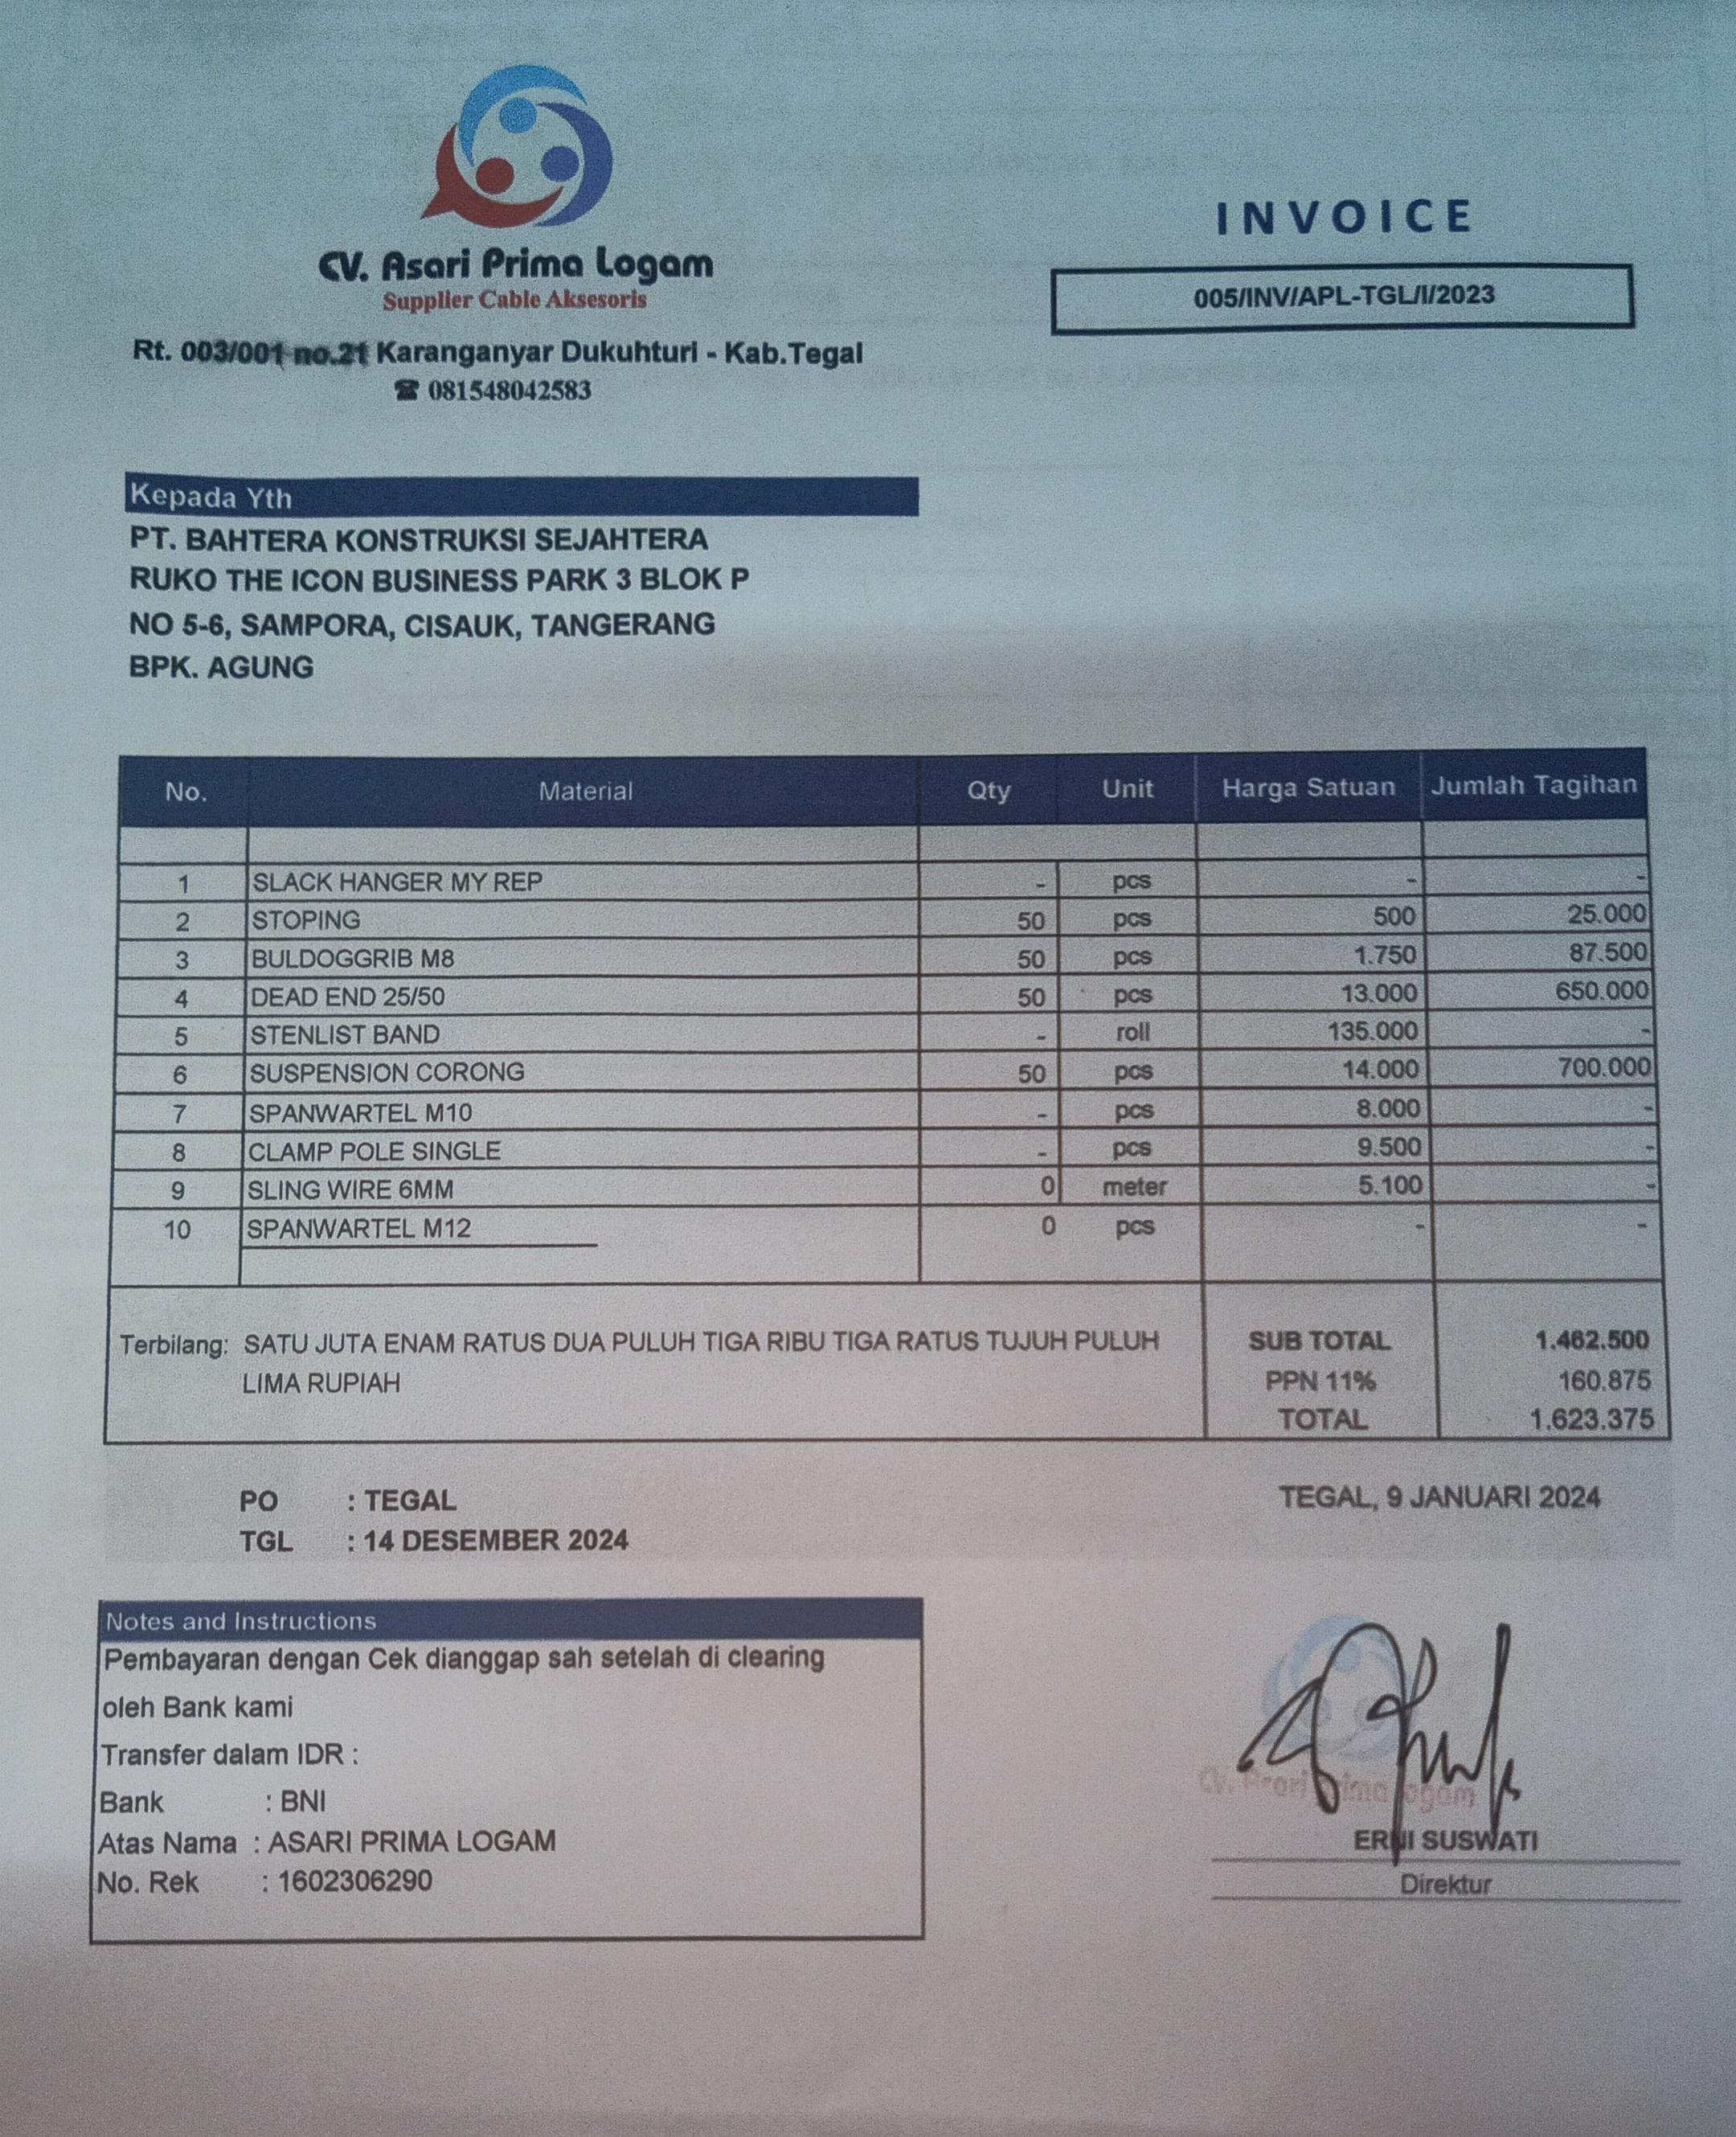 CV. Asari Prima Logam
Supplier Cable Aksesoris
Rt. 003/001 no.21 Karanganyar Dukuhturi - Kab.Tegal
☎ 081548042583
INVOICE
005/INV/APL-TGL/I/2023
Kepada Yth
PT. BAHTERA KONSTRUKSI SEJAHTERA
RUKO THE ICON BUSINESS PARK 3 BLOK P
NO 5-6, SAMPORA, CISAUK, TANGERANG
BPK. AGUNG
No. Material Qty Unit Harga Satuan Jumlah Tagihan
1 SLACK HANGER MY REP - pcs - -
2 STOPING 50 pcs 500 25.000
3 BULDOGGRIB M8 50 pcs 1.750 87.500
4 DEAD END 25/50 50 pcs 13.000 650.000
5 STENLIST BAND - roll 135.000 -
6 SUSPENSION CORONG 50 pcs 14.000 700.000
7 SPANWARTEL M10 - pcs 8.000 -
8 CLAMP POLE SINGLE - pcs 9.500 -
9 SLING WIRE 6MM 0 meter 5.100 -
10 SPANWARTEL M12 0 pcs - -
Terbilang: SATU JUTA ENAM RATUS DUA PULUH TIGA RIBU TIGA RATUS TUJUH PULUH
LIMA RUPIAH
SUB TOTAL 1.462.500
PPN 11% 160.875
TOTAL 1.623.375
PO : TEGAL
TGL : 14 DESEMBER 2024
TEGAL, 9 JANUARI 2024
Notes and Instructions
Pembayaran dengan Cek dianggap sah setelah di clearing
oleh Bank kami
Transfer dalam IDR :
Bank : BNI
Atas Nama : ASARI PRIMA LOGAM
No. Rek : 1602306290
CV. Asari Prima logam
ERNI SUSWATI
Direktur